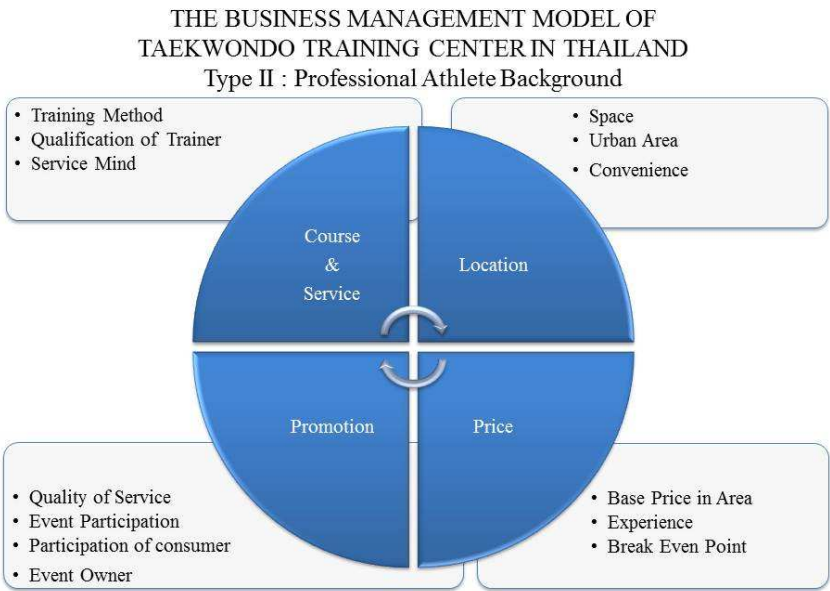 THE BUSINESS MANAGEMENT MODEL OF
TAEKWONDO TRAINING CENTER IN THAILAND
Type II : Professional Athlete Background
• Training Method
• Qualification of Trainer
• Service Mind
• Space
• Urban Area
• Convenience
Course
&
Service
Location
Promotion
Price
• Quality of Service
• Event Participation
• Participation of consumer
• Event Owner
• Base Price in Area
• Experience
• Break Even Point